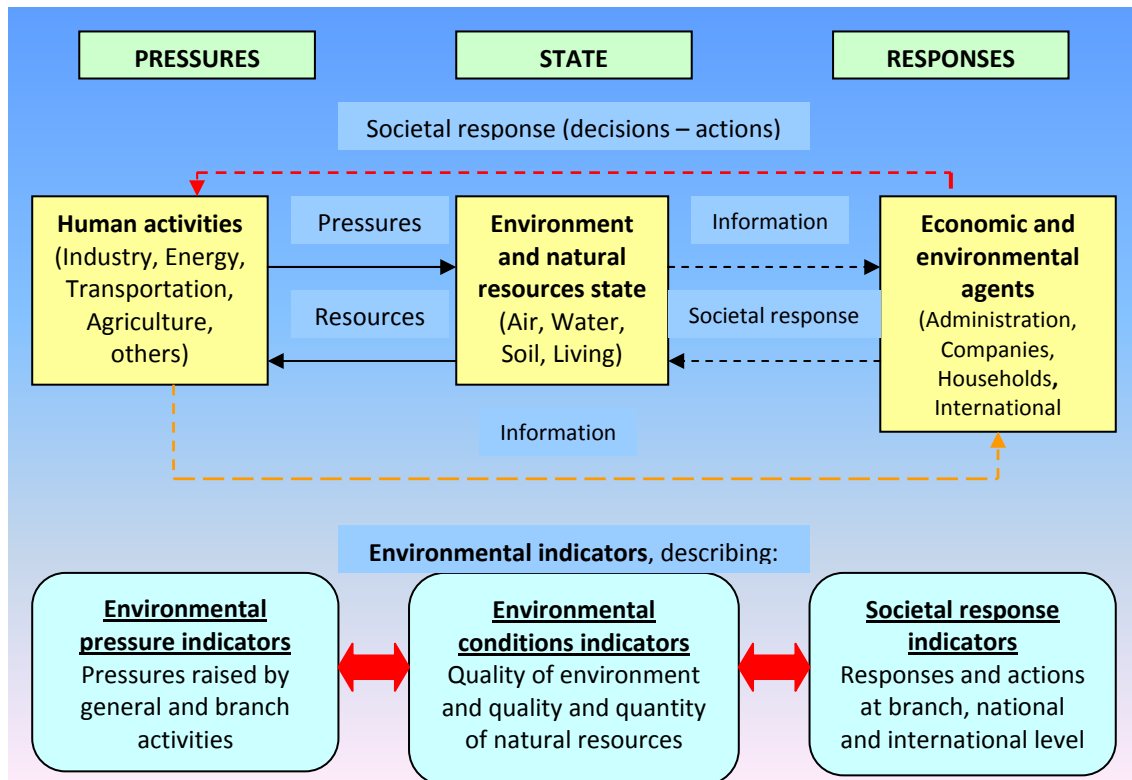 PRESSURES
STATE
RESPONSES
Societal response (decisions – actions)
Human activities
(Industry, Energy,
Transportation,
Agriculture,
others)
Pressures
Resources
Environment
and natural
resources state
(Air, Water,
Soil, Living)
Information
Societal response
Economic and
environmental
agents
(Administration,
Companies,
Households,
International
Information
Environmental indicators, describing:
Environmental
pressure indicators
Pressures raised by
general and branch
activities
Environmental
conditions indicators
Quality of environment
and quality and quantity
of natural resources
Societal response
indicators
Responses and actions
at branch, national
and international level